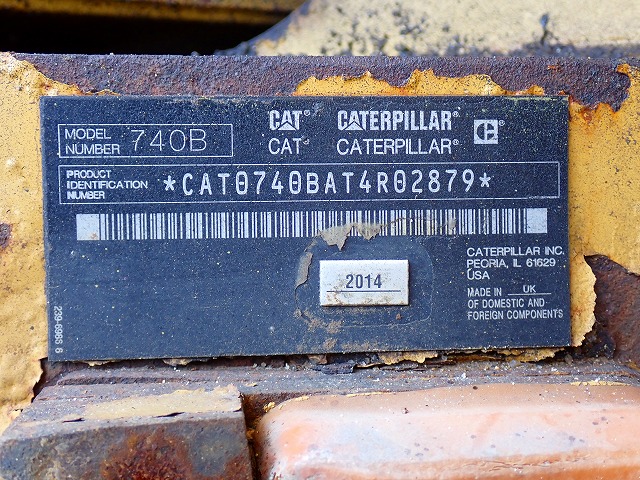 MODEL NUMBER 740B
CAT® CATERPILLAR® C
CAT® CATERPILLAR®
PRODUCT
IDENTIFICATION
NUMBER
*CAT0740BAT4R02879*
CATERPILLAR INC.
PEORIA, IL 61629
USA
2014
MADE IN UK
OF DOMESTIC AND
FOREIGN COMPONENTS
239-6965 6